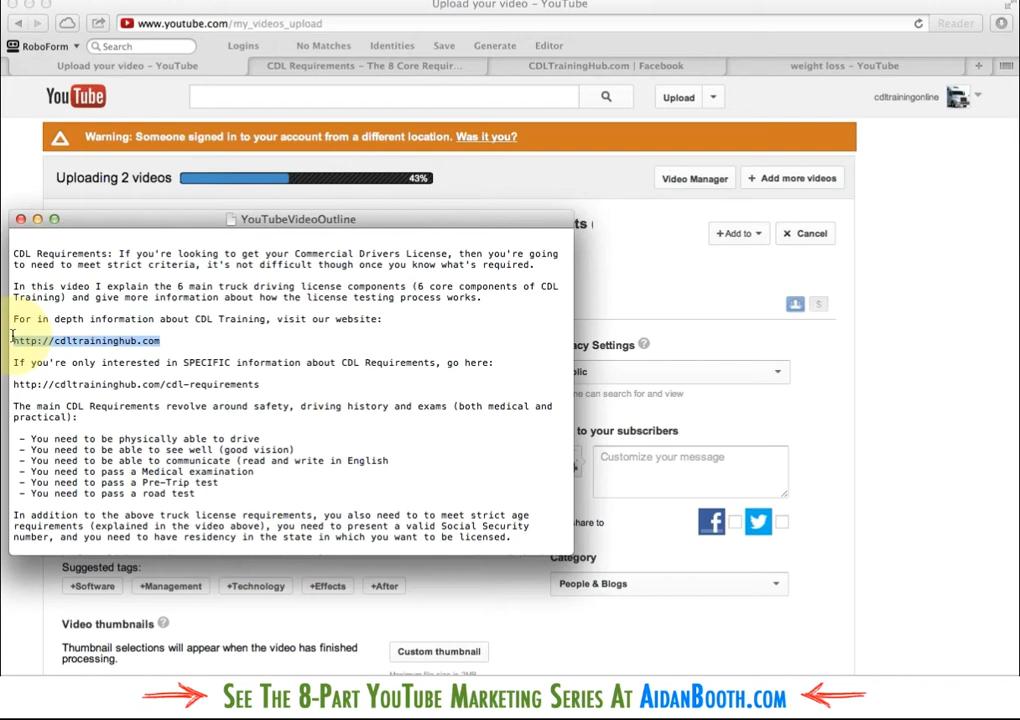 Upload your video – YouTube
www.youtube.com/my_videos_upload
Reader
RoboForm
Search
Logins
No Matches
Identities
Save
Generate
Editor
Upload your video – YouTube
CDL Requirements – The 8 Core Requir...
CDLTrainingHub.com | Facebook
weight loss – YouTube
YouTube
Upload
cdltrainingonline
Warning: Someone signed in to your account from a different location. Was it you?
Uploading 2 videos
43%
Video Manager
+ Add more videos
YouTubeVideoOutline
ts (
+Add to
× Cancel
CDL Requirements: If you're looking to get your Commercial Drivers License, then you're going
to need to meet strict criteria, it's not difficult though once you know what's required.
In this video I explain the 6 main truck driving license components (6 core components of CDL
Training) and give more information about how the license testing process works.
For in depth information about CDL Training, visit our website:
http://cdltraininghub.com
If you're only interested in SPECIFIC information about CDL Requirements, go here:
http://cdltraininghub.com/cdl-requirements
The main CDL Requirements revolve around safety, driving history and exams (both medical and
practical):
- You need to be physically able to drive
- You need to be able to see well (good vision)
- You need to be able to communicate (read and write in English
- You need to pass a Medical examination
- You need to pass a Pre-Trip test
- You need to pass a road test
In addition to the above truck license requirements, you also need to to meet strict age
requirements (explained in the video above), you need to present a valid Social Security
number, and you need to have residency in the state in which you want to be licensed.
$
acy Settings ?
blic
ne can search for and view
to your subscribers
Customize your message
share to
Category
People & Blogs
Suggested tags:
+Software
+Management
+Technology
+Effects
+After
Video thumbnails ?
Thumbnail selections will appear when the video has finished
processing.
Custom thumbnail
Maximum file size is 2MB
See The 8-Part YouTube Marketing Series At AidanBooth.com